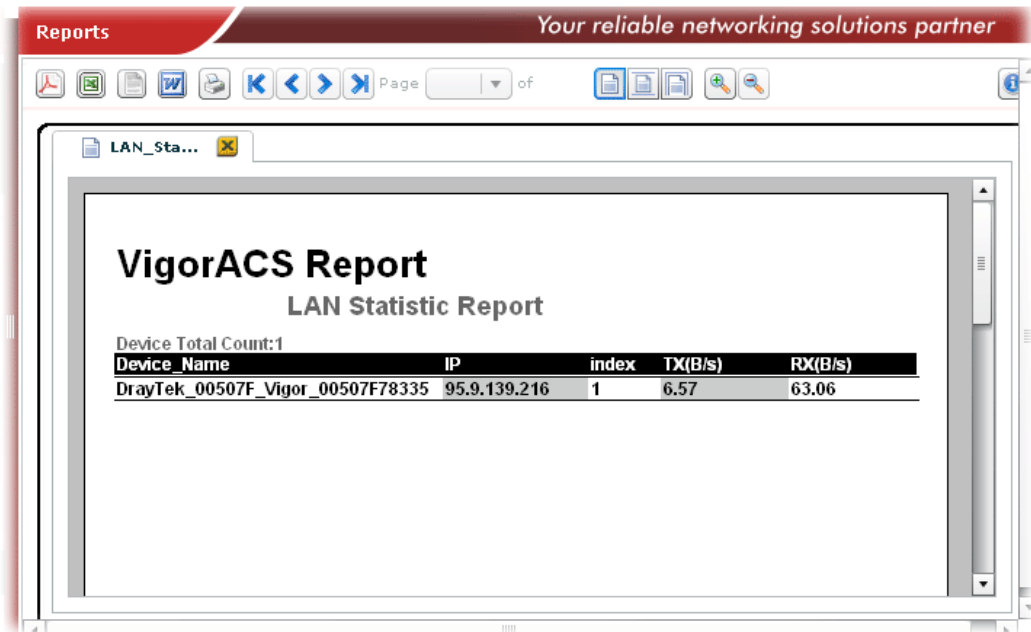 Reports
Your reliable networking solutions partner
Page of
LAN_Sta...
VigorACS Report
LAN Statistic Report
Device Total Count:1
Device_Name IP index TX(B/s) RX(B/s)
DrayTek_00507F_Vigor_00507F78335 95.9.139.216 1 6.57 63.06